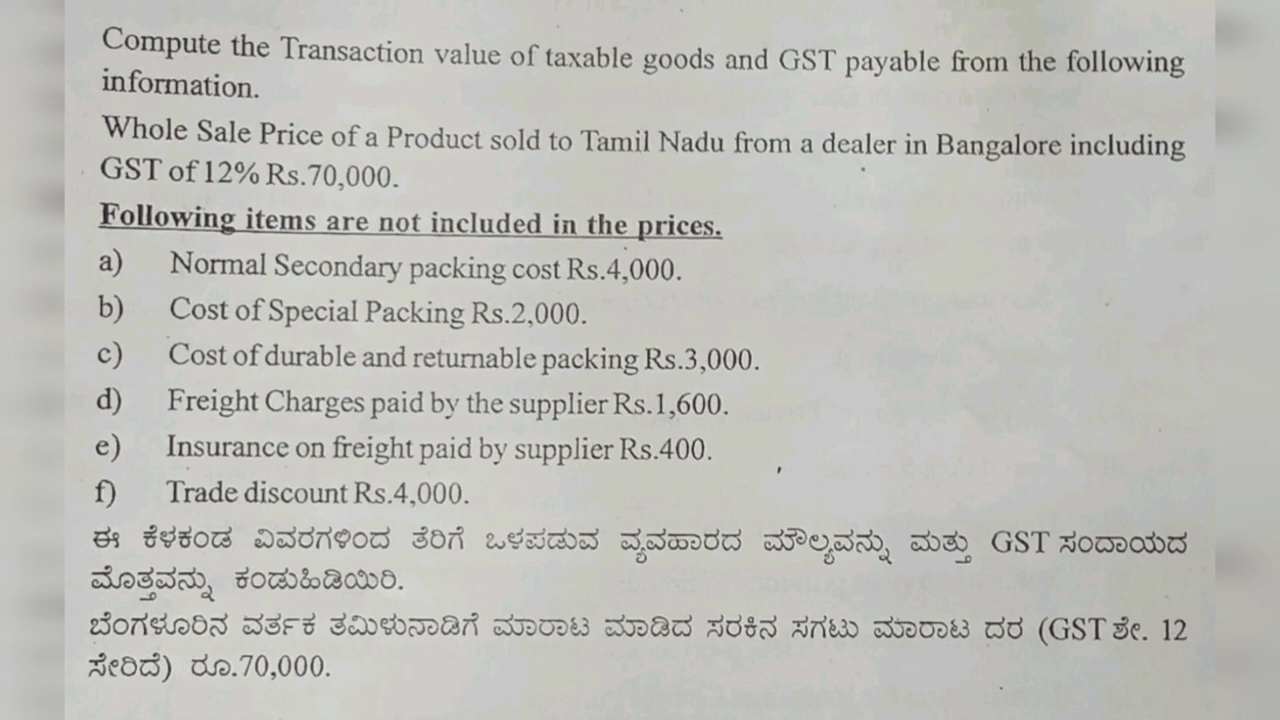 Compute the Transaction value of taxable goods and GST payable from the following
information.
Whole Sale Price of a Product sold to Tamil Nadu from a dealer in Bangalore including
GST of 12% Rs.70,000.
Following items are not included in the prices.
a) Normal Secondary packing cost Rs.4,000.
b) Cost of Special Packing Rs.2,000.
c) Cost of durable and returnable packing Rs.3,000.
d) Freight Charges paid by the supplier Rs.1,600.
e) Insurance on freight paid by supplier Rs.400.
f) Trade discount Rs.4,000.
ಈ ಕೆಳಕಂಡ ವಿವರಗಳಿಂದ ತೆರಿಗೆ ಒಳಪಡುವ ವ್ಯವಹಾರದ ಮೌಲ್ಯವನ್ನು ಮತ್ತು GST ಸಂದಾಯದ
ಮೊತ್ತವನ್ನು ಕಂಡುಹಿಡಿಯಿರಿ.
ಬೆಂಗಳೂರಿನ ವರ್ತಕ ತಮಿಳುನಾಡಿಗೆ ಮಾರಾಟ ಮಾಡಿದ ಸರಕಿನ ಸಗಟು ಮಾರಾಟ ದರ (GST ಶೇ. 12
ಸೇರಿದೆ) ರೂ.70,000.